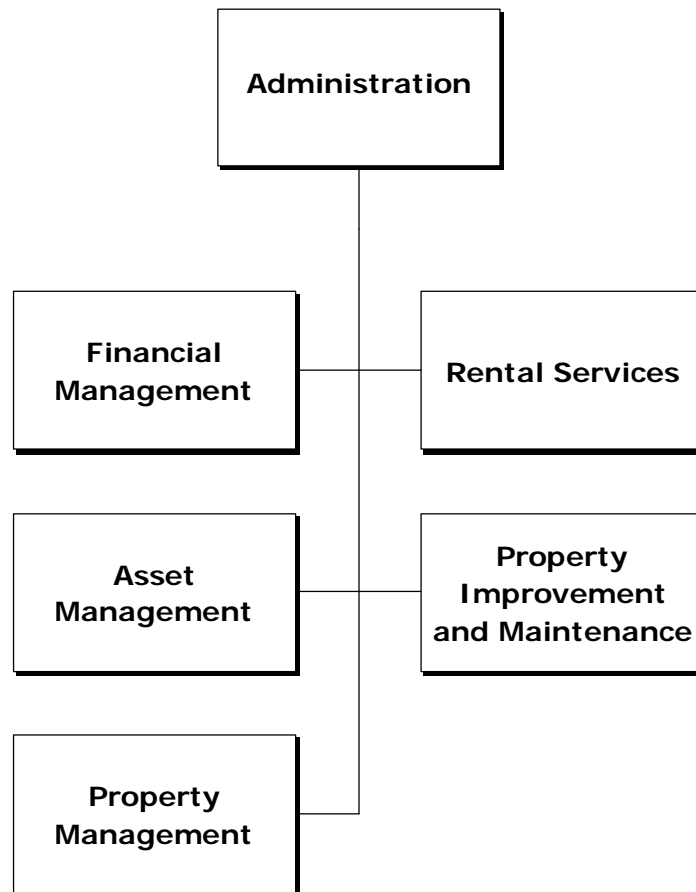 Administration
Financial
Management
Rental Services
Asset
Management
Property
Improvement
and Maintenance
Property
Management